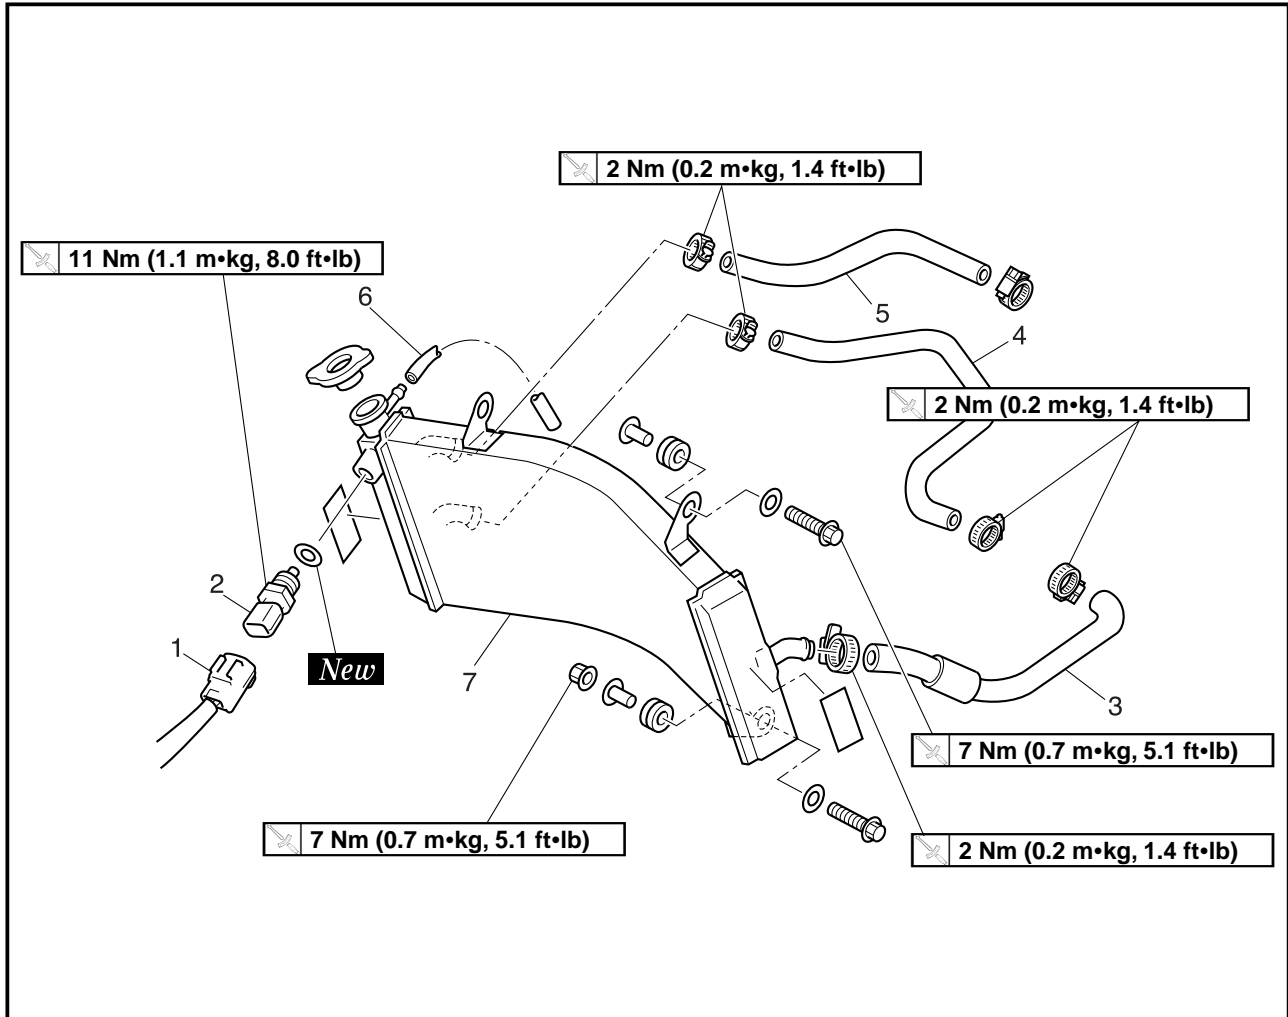 2 Nm (0.2 m•kg, 1.4 ft•lb)
11 Nm (1.1 m•kg, 8.0 ft•lb)
6
5
4
2 Nm (0.2 m•kg, 1.4 ft•lb)
2
1
New
7
3
7 Nm (0.7 m•kg, 5.1 ft•lb)
7 Nm (0.7 m•kg, 5.1 ft•lb)
2 Nm (0.2 m•kg, 1.4 ft•lb)